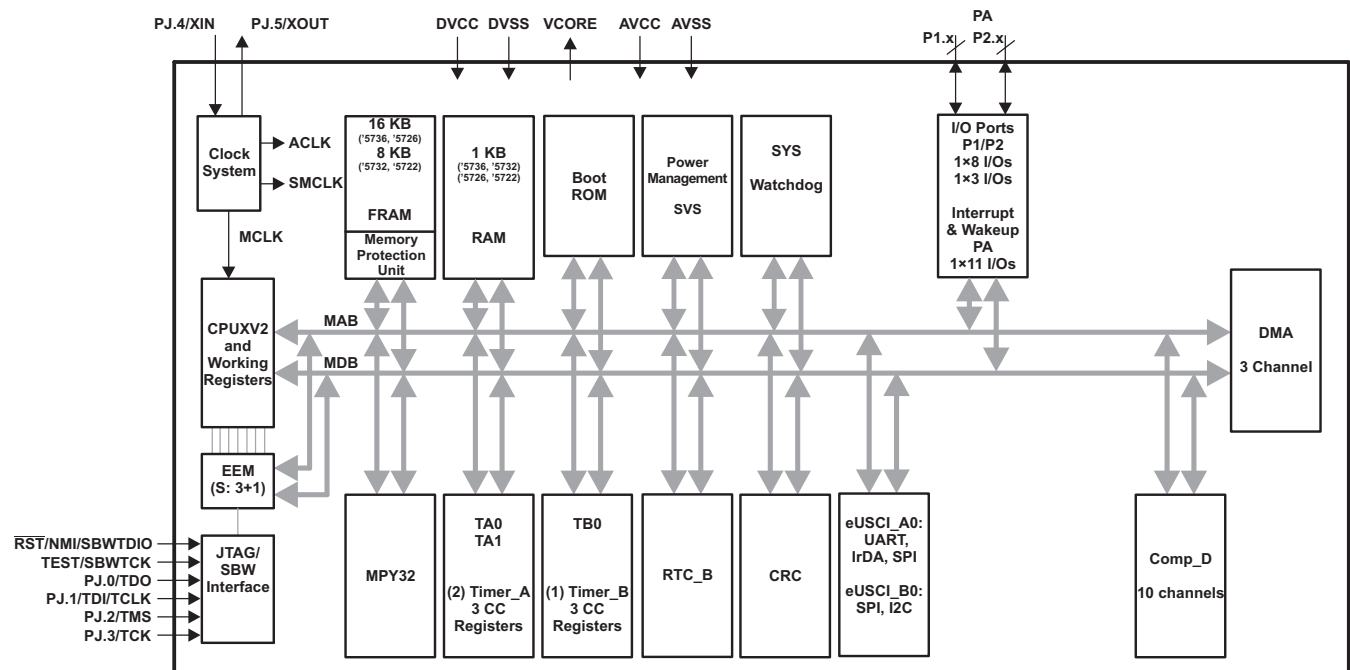 PJ.4/XIN
PJ.5/XOUT
DVCC
DVSS
VCORE
AVCC
AVSS
PA
P1.x
P2.x
Clock
System
ACLK
SMCLK
MCLK
16 KB
('5736, '5726)
8 KB
('5732, '5722)
FRAM
Memory
Protection
Unit
1 KB
('5736, '5732)
('5726, '5722)
RAM
Boot
ROM
Power
Management
SVS
SYS
Watchdog
I/O Ports
P1/P2
1×8 I/Os
1×3 I/Os
Interrupt
& Wakeup
PA
1×11 I/Os
CPUXV2
and
Working
Registers
MAB
MDB
DMA
3 Channel
EEM
(S: 3+1)
RST/NMI/SBWTDIO
TEST/SBWTCK
PJ.0/TDO
PJ.1/TDI/TCLK
PJ.2/TMS
PJ.3/TCK
JTAG/
SBW
Interface
MPY32
TA0
TA1
(2) Timer_A
3 CC
Registers
TB0
(1) Timer_B
3 CC
Registers
RTC_B
CRC
eUSCI_A0:
UART,
IrDA, SPI
eUSCI_B0:
SPI, I2C
Comp_D
10 channels